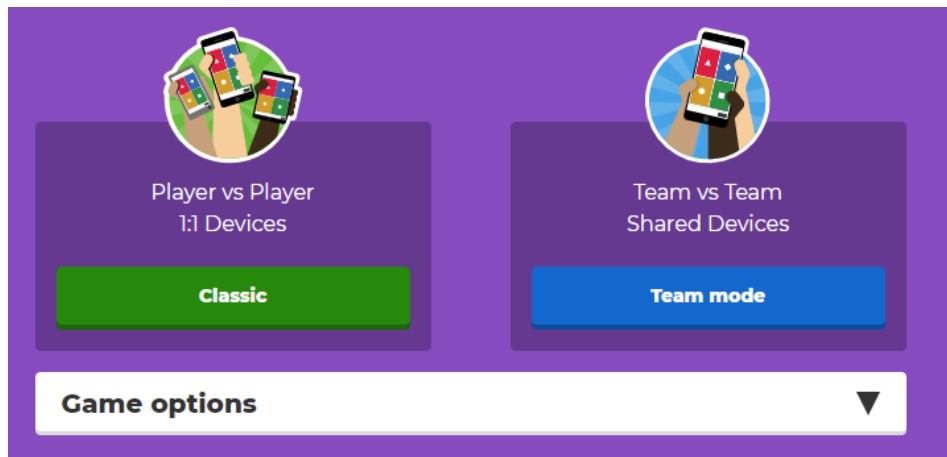 Player vs Player
1:1 Devices
Classic
Team vs Team
Shared Devices
Team mode
Game options